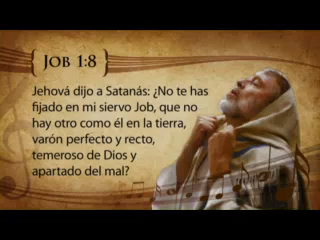 { JOB 1:8 }
Jehová dijo a Satanás: ¿No te has
fijado en mi siervo Job, que no
hay otro como él en la tierra,
varón perfecto y recto,
temeroso de Dios y
apartado del mal?